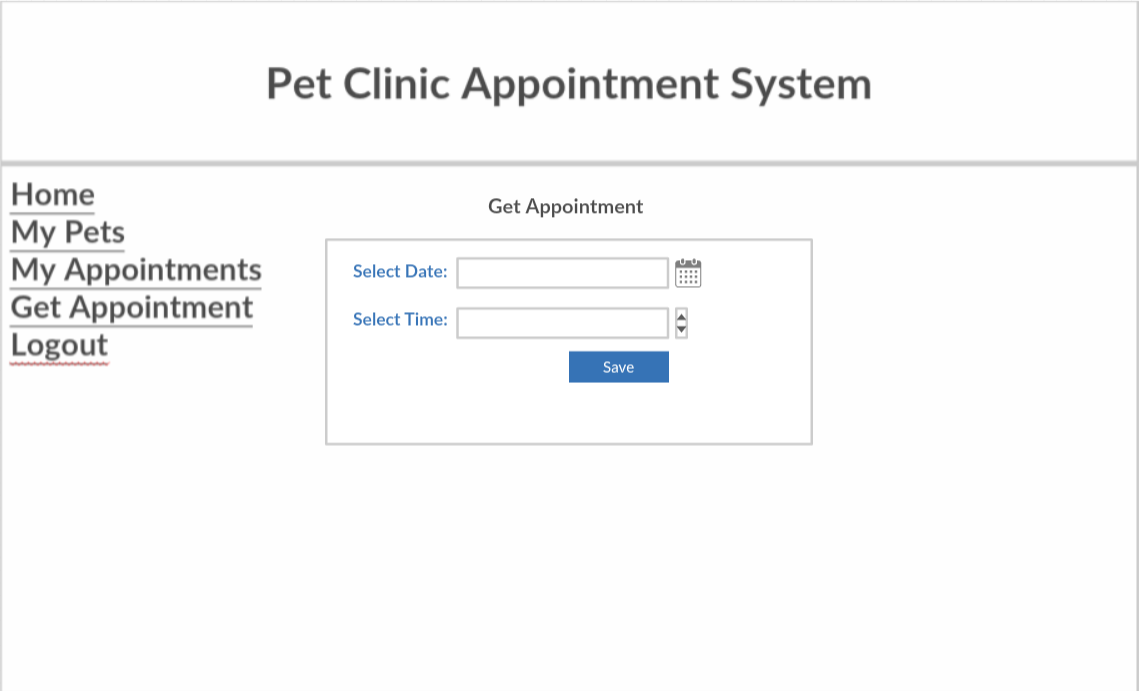 Pet Clinic Appointment System
Home
My Pets
My Appointments
Get Appointment
Logout
Get Appointment
Select Date:
Select Time:
Save